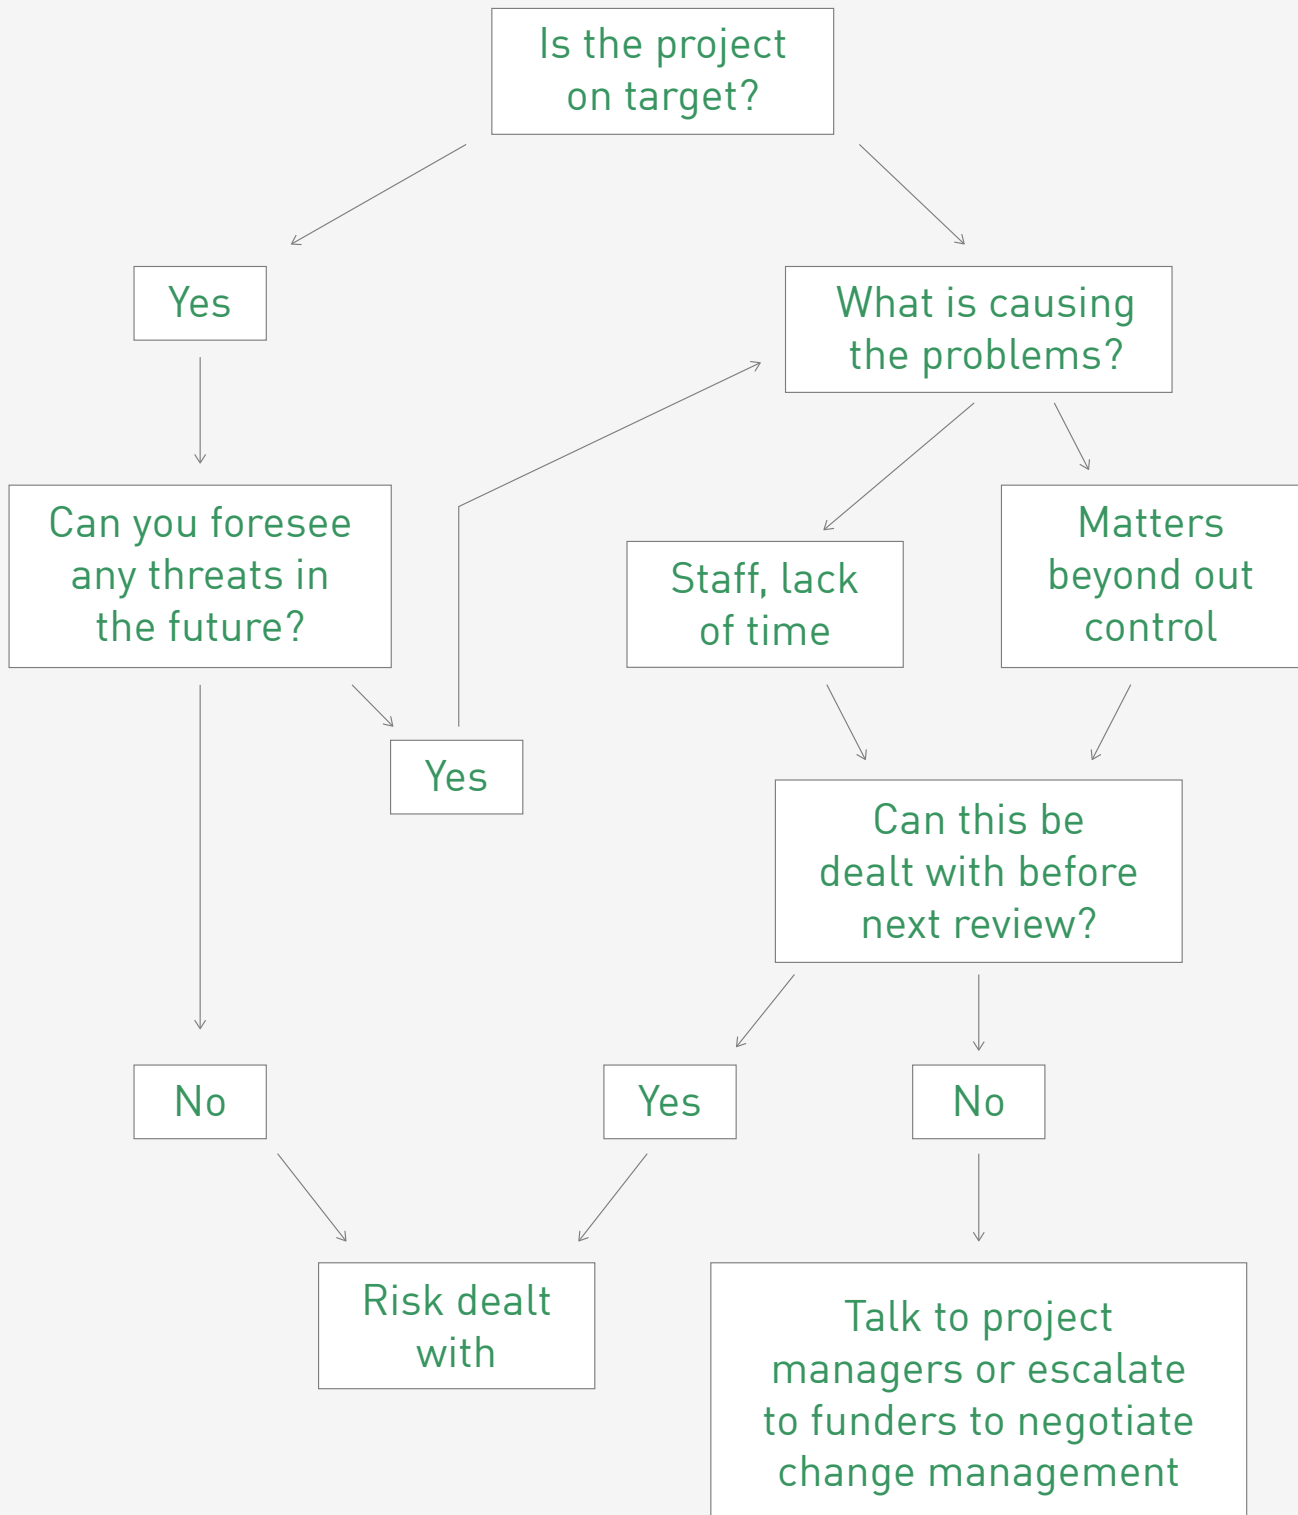 Is the project
on target?
Yes
What is causing
the problems?
Can you foresee
any threats in
the future?
Staff, lack
of time
Matters
beyond out
control
Yes
Can this be
dealt with before
next review?
No
Yes
No
Risk dealt
with
Talk to project
managers or escalate
to funders to negotiate
change management